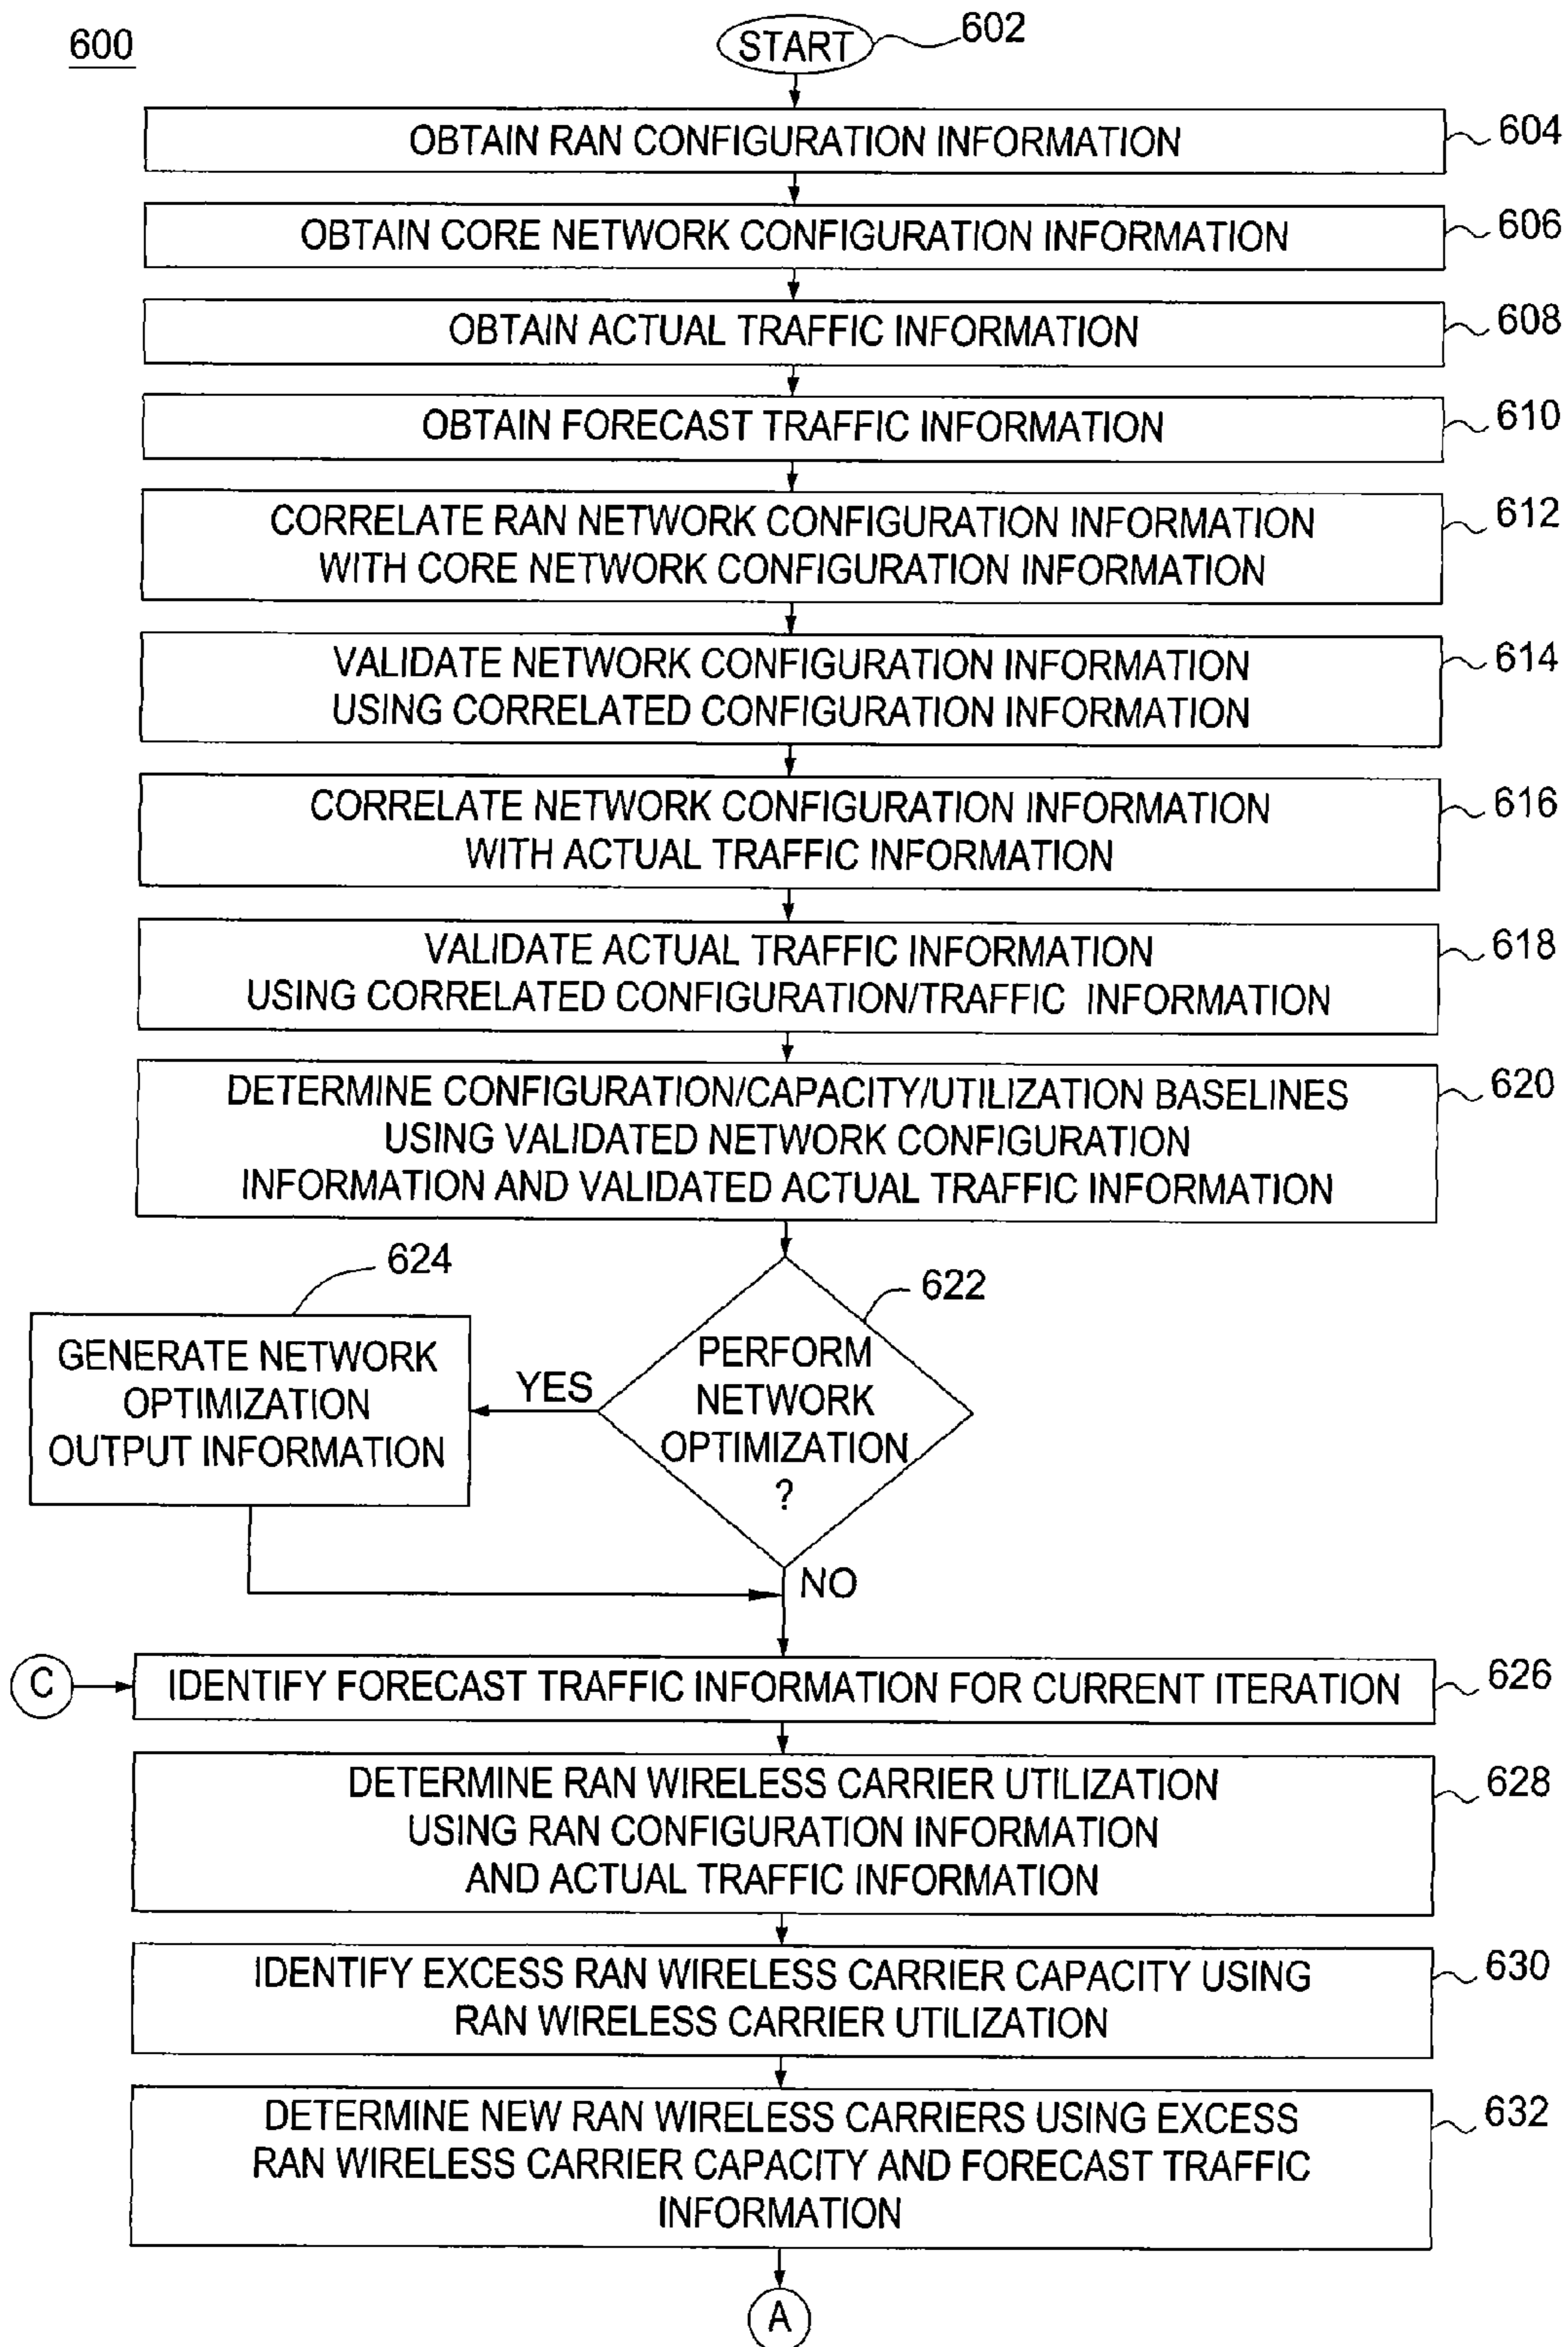 600
START
602
OBTAIN RAN CONFIGURATION INFORMATION
604
OBTAIN CORE NETWORK CONFIGURATION INFORMATION
606
OBTAIN ACTUAL TRAFFIC INFORMATION
608
OBTAIN FORECAST TRAFFIC INFORMATION
610
CORRELATE RAN NETWORK CONFIGURATION INFORMATION
WITH CORE NETWORK CONFIGURATION INFORMATION
612
VALIDATE NETWORK CONFIGURATION INFORMATION
USING CORRELATED CONFIGURATION INFORMATION
614
CORRELATE NETWORK CONFIGURATION INFORMATION
WITH ACTUAL TRAFFIC INFORMATION
616
VALIDATE ACTUAL TRAFFIC INFORMATION
USING CORRELATED CONFIGURATION/TRAFFIC INFORMATION
618
DETERMINE CONFIGURATION/CAPACITY/UTILIZATION BASELINES
USING VALIDATED NETWORK CONFIGURATION
INFORMATION AND VALIDATED ACTUAL TRAFFIC INFORMATION
620
624
GENERATE NETWORK
OPTIMIZATION
OUTPUT INFORMATION
YES
622
PERFORM
NETWORK
OPTIMIZATION
?
NO
C
IDENTIFY FORECAST TRAFFIC INFORMATION FOR CURRENT ITERATION
626
DETERMINE RAN WIRELESS CARRIER UTILIZATION
USING RAN CONFIGURATION INFORMATION
AND ACTUAL TRAFFIC INFORMATION
628
IDENTIFY EXCESS RAN WIRELESS CARRIER CAPACITY USING
RAN WIRELESS CARRIER UTILIZATION
630
DETERMINE NEW RAN WIRELESS CARRIERS USING EXCESS
RAN WIRELESS CARRIER CAPACITY AND FORECAST TRAFFIC
INFORMATION
632
A